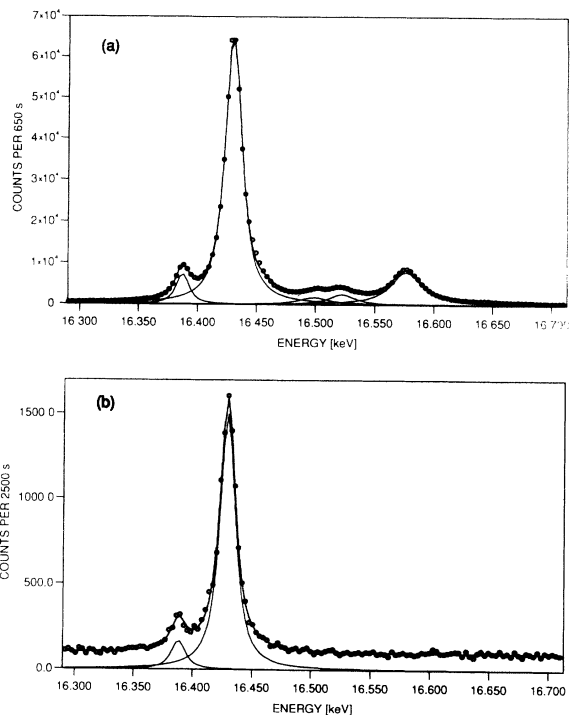 (a)
7×10⁴
6×10⁴
5×10⁴
4×10⁴
3×10⁴
2×10⁴
1×10⁴
0
COUNTS PER 650 s
16.300 16.350 16.400 16.450 16.500 16.550 16.600 16 650
ENERGY [keV]
(b)
1500 0
1000.0
500.0
0.0
COUNTS PER 2500 s
16.300 16.350 16.400 16.450 16.500 16.550 16.600 16.650 16.700
ENERGY [keV]